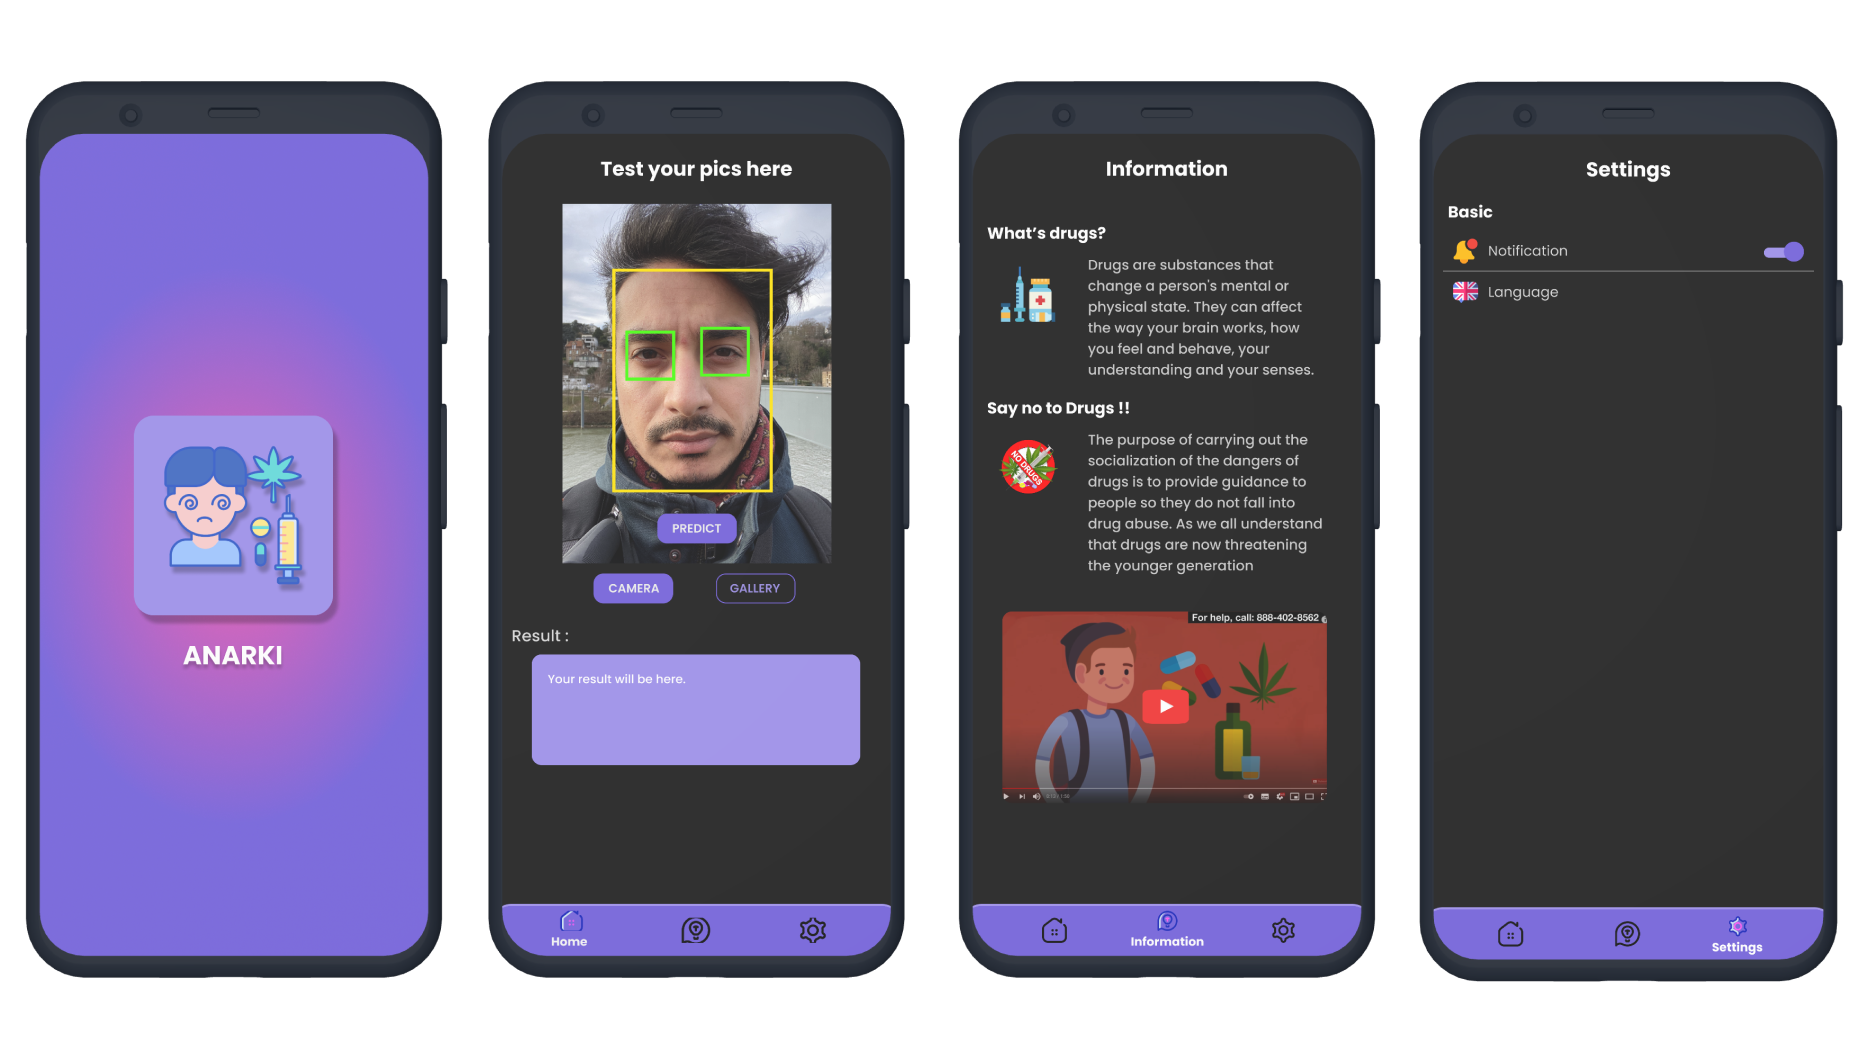 ANARKI
Test your pics here
PREDICT
CAMERA
GALLERY
Result :
Your result will be here.
Home
Information
What's drugs?
Drugs are substances that
change a person's mental or
physical state. They can affect
the way your brain works, how
you feel and behave, your
understanding and your senses.
Say no to Drugs !!
NO DRUGS
The purpose of carrying out the
socialization of the dangers of
drugs is to provide guidance to
people so they do not fall into
drug abuse. As we all understand
that drugs are now threatening
the younger generation
For help, call: 888-402-8562
Information
Settings
Basic
Notification
Language
Settings